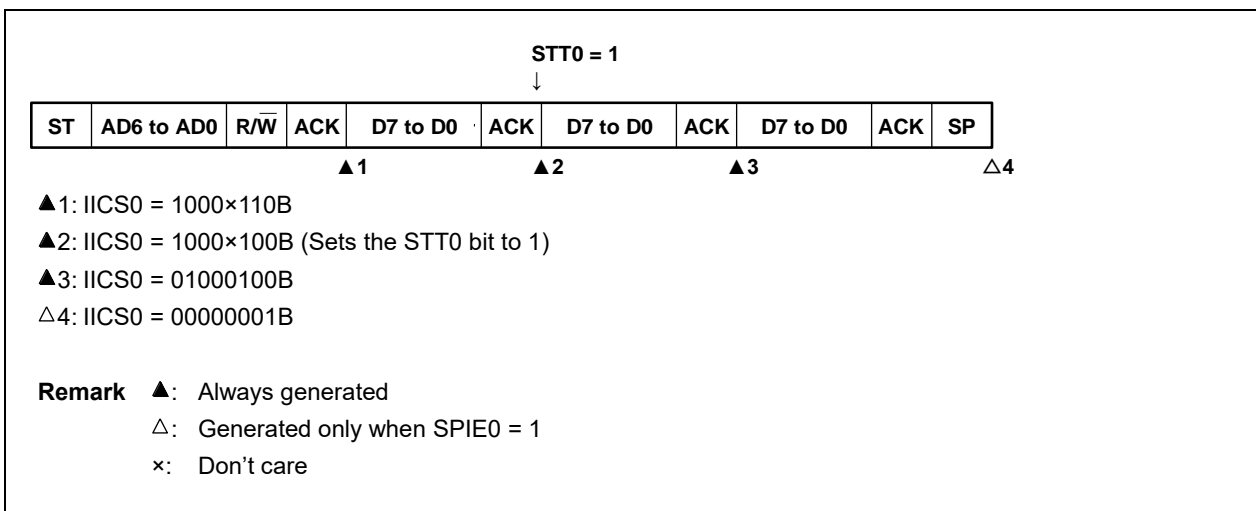 STT0 = 1
↓
ST AD6 to AD0 R/W̅ ACK D7 to D0 ACK D7 to D0 ACK D7 to D0 ACK SP
▲1 ▲2 ▲3 △4
▲1: IICS0 = 1000×110B
▲2: IICS0 = 1000×100B (Sets the STT0 bit to 1)
▲3: IICS0 = 01000100B
△4: IICS0 = 00000001B
Remark ▲: Always generated
△: Generated only when SPIE0 = 1
×: Don’t care